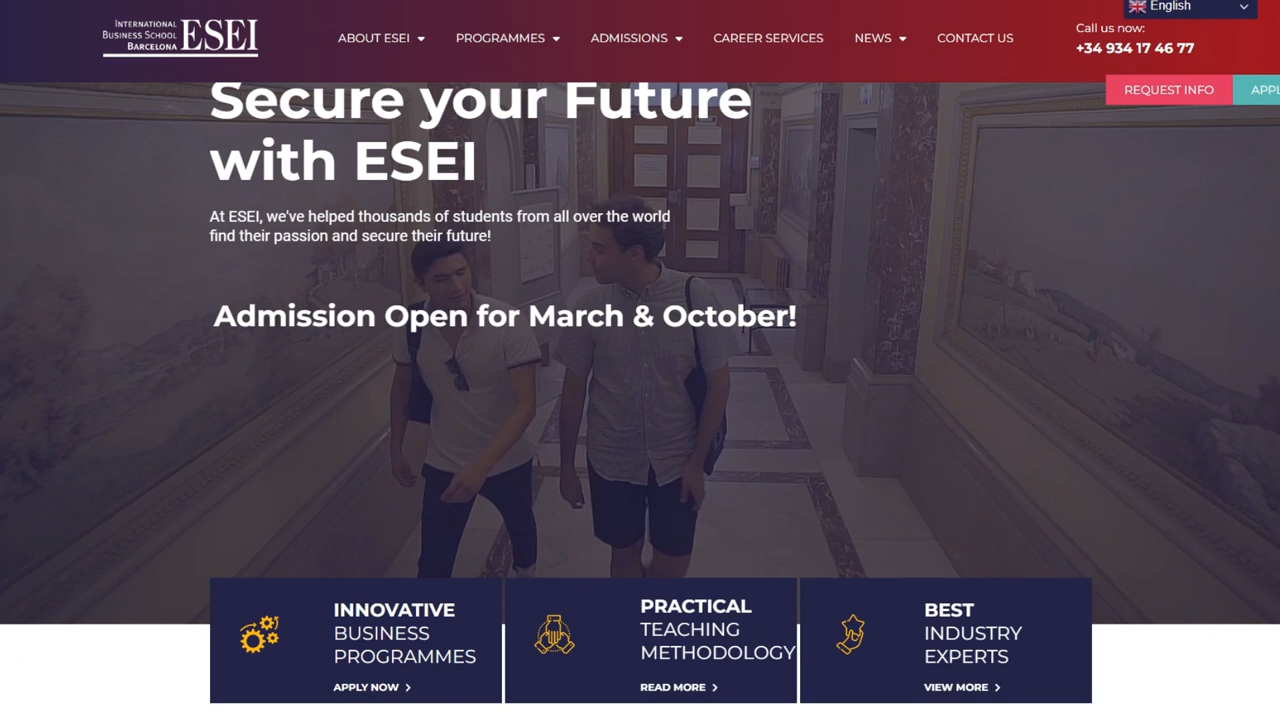 English
INTERNATIONAL
BUSINESS SCHOOL
BARCELONA
ESEI
ABOUT ESEI
PROGRAMMES
ADMISSIONS
CAREER SERVICES
NEWS
CONTACT US
Call us now:
+34 934 17 46 77
REQUEST INFO
APPL
Secure your Future
with ESEI
At ESEI, we've helped thousands of students from all over the world
find their passion and secure their future!
Admission Open for March & October!
INNOVATIVE
BUSINESS
PROGRAMMES
APPLY NOW
PRACTICAL
TEACHING
METHODOLOGY
READ MORE
BEST
INDUSTRY
EXPERTS
VIEW MORE